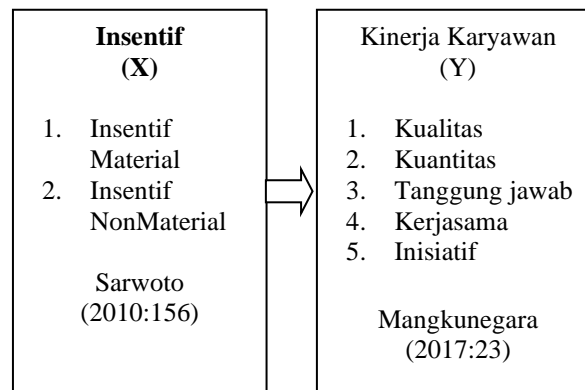 Insentif
(X)
1. Insentif
Material
2. Insentif
NonMaterial
Sarwoto
(2010:156)
Kinerja Karyawan
(Y)
1. Kualitas
2. Kuantitas
3. Tanggung jawab
4. Kerjasama
5. Inisiatif
Mangkunegara
(2017:23)